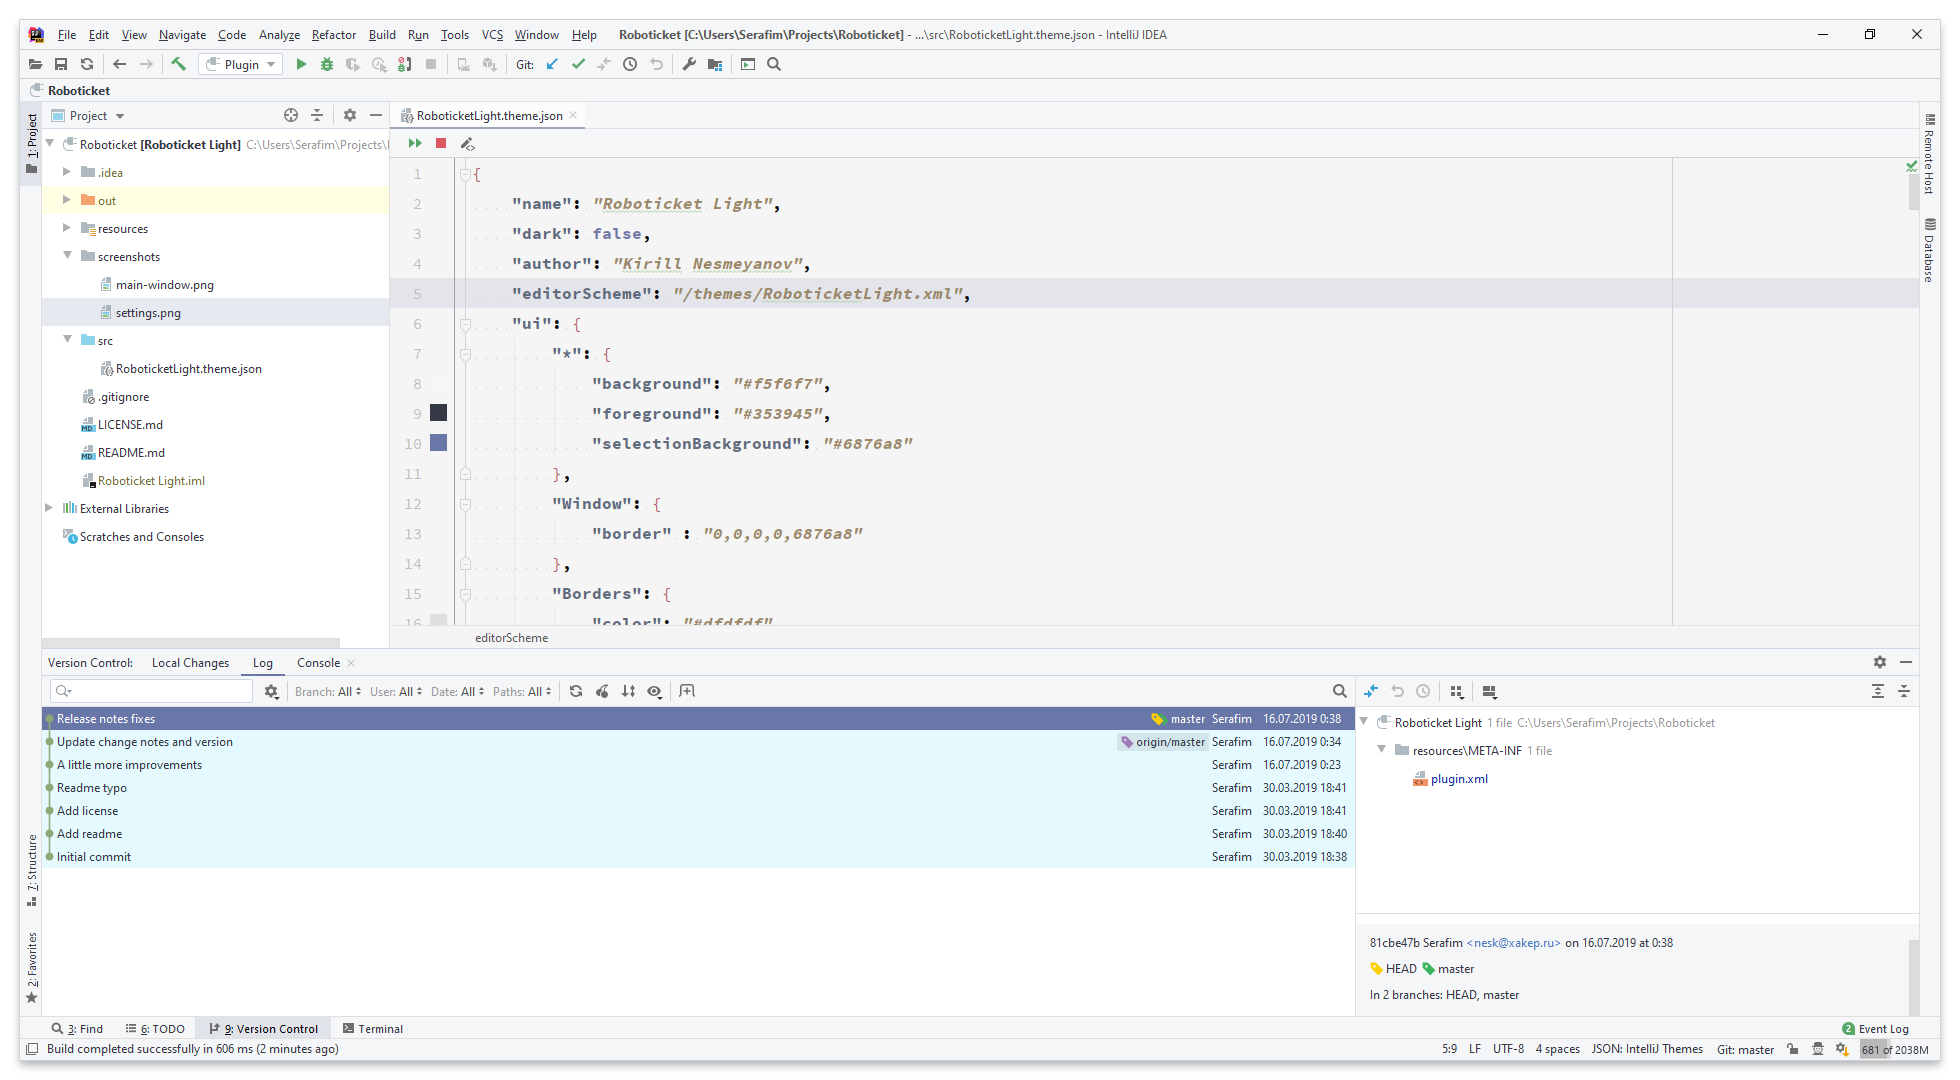 File Edit View Navigate Code Analyze Refactor Build Run Tools VCS Window Help Roboticket [C:\Users\Serafim\Projects\Roboticket] - ...\src\RoboticketLight.theme.json - IntelliJ IDEA
Plugin Git:
Roboticket
1: Project
Project
RoboticketLight.theme.json
Roboticket [Roboticket Light] C:\Users\Serafim\Projects\
.idea
out
resources
screenshots
main-window.png
settings.png
src
RoboticketLight.theme.json
.gitignore
LICENSE.md
README.md
Roboticket Light.iml
External Libraries
Scratches and Consoles
1 {
2 "name": "Roboticket Light",
3 "dark": false,
4 "author": "Kirill Nesmeyanov",
5 "editorScheme": "/themes/RoboticketLight.xml",
6 "ui": {
7 "*": {
8 "background": "#f5f6f7",
9 "foreground": "#353945",
10 "selectionBackground": "#6876a8"
11 },
12 "Window": {
13 "border" : "0,0,0,0,6876a8"
14 },
15 "Borders": {
16 "color": "#dfdfdf"
editorScheme
Remote Host
Database
Version Control: Local Changes Log Console
Branch: All User: All Date: All Paths: All
Release notes fixes master Serafim 16.07.2019 0:38
Update change notes and version origin/master Serafim 16.07.2019 0:34
A little more improvements Serafim 16.07.2019 0:23
Readme typo Serafim 30.03.2019 18:41
Add license Serafim 30.03.2019 18:41
Add readme Serafim 30.03.2019 18:40
Initial commit Serafim 30.03.2019 18:38
Roboticket Light 1 file C:\Users\Serafim\Projects\Roboticket
resources\META-INF 1 file
plugin.xml
81cbe47b Serafim <nesk@xakep.ru> on 16.07.2019 at 0:38
HEAD master
In 2 branches: HEAD, master
7: Structure
2: Favorites
3: Find 6: TODO 9: Version Control Terminal 2 Event Log
Build completed successfully in 606 ms (2 minutes ago) 5:9 LF UTF-8 4 spaces JSON: IntelliJ Themes Git: master 681 of 2038M